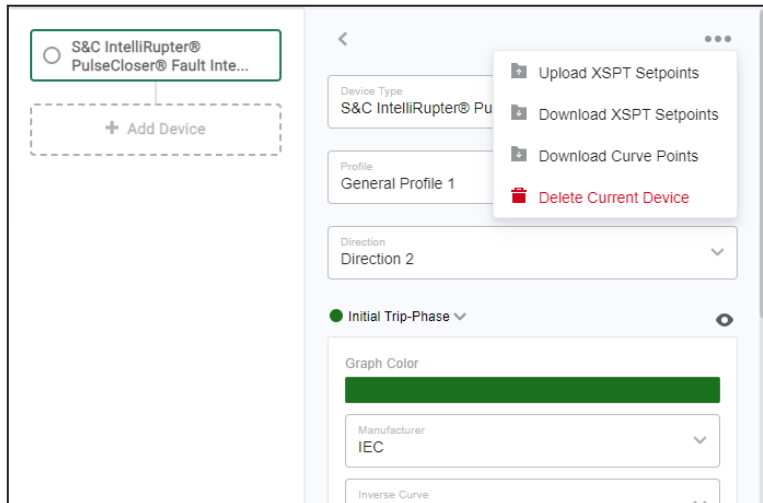 S&C IntelliRupter®
PulseCloser® Fault Inte...
+ Add Device
Upload XSPT Setpoints
Download XSPT Setpoints
Download Curve Points
Delete Current Device
Device Type
S&C IntelliRupter® Pu
Profile
General Profile 1
Direction
Direction 2
Initial Trip-Phase
Graph Color
Manufacturer
IEC
Inverse Curve